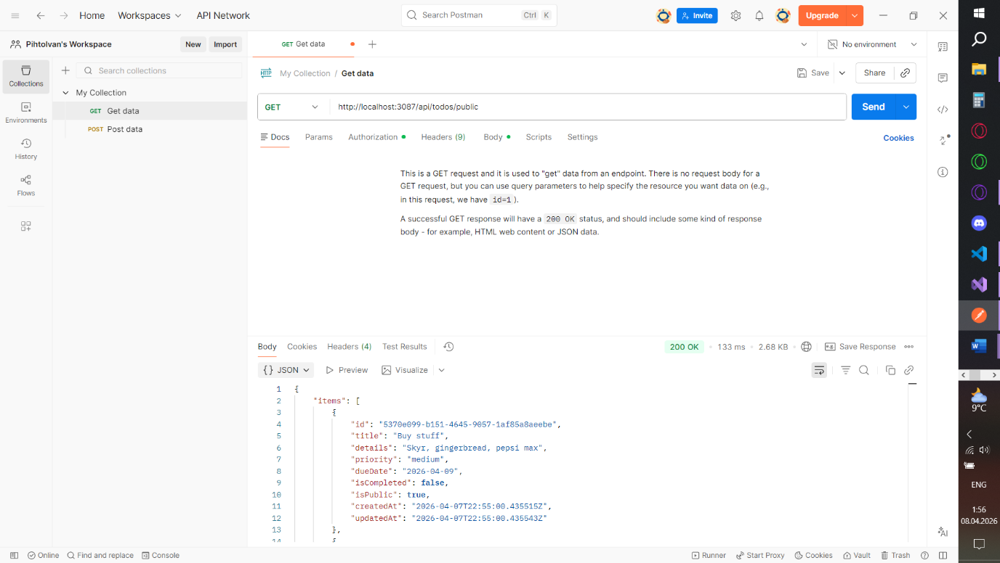 Home Workspaces API Network Search Postman Ctrl K Invite Upgrade
Pihtolvan's Workspace New Import GET Get data No environment
Collections Search collections My Collection / Get data Save Share
My Collection
GET Get data GET http://localhost:3087/api/todos/public Send
Environments
POST Post data Docs Params Authorization Headers (9) Body Scripts Settings Cookies
History
Flows
This is a GET request and it is used to "get" data from an endpoint. There is no request body for a
GET request, but you can use query parameters to help specify the resource you want data on (e.g.,
in this request, we have id=1 ).
A successful GET response will have a 200 OK status, and should include some kind of response
body - for example, HTML web content or JSON data.
Body Cookies Headers (4) Test Results 200 OK 133 ms 2.68 KB e.g Save Response
{} JSON Preview Visualize
1 {
2 "items": [
3 {
4 "id": "5370e099-b151-4645-9057-1af85a8aeebe",
5 "title": "Buy stuff",
6 "details": "Skyr, gingerbread, pepsi max",
7 "priority": "medium",
8 "dueDate": "2026-04-09",
9 "isCompleted": false,
10 "isPublic": true,
11 "createdAt": "2026-04-07T22:55:00.435515Z",
12 "updatedAt": "2026-04-07T22:55:00.435543Z"
13 },
14 {
Online Find and replace Console Runner Start Proxy Cookies Vault Trash
HTTP
AI
W
9°C
ENG
1:56
08.04.2026